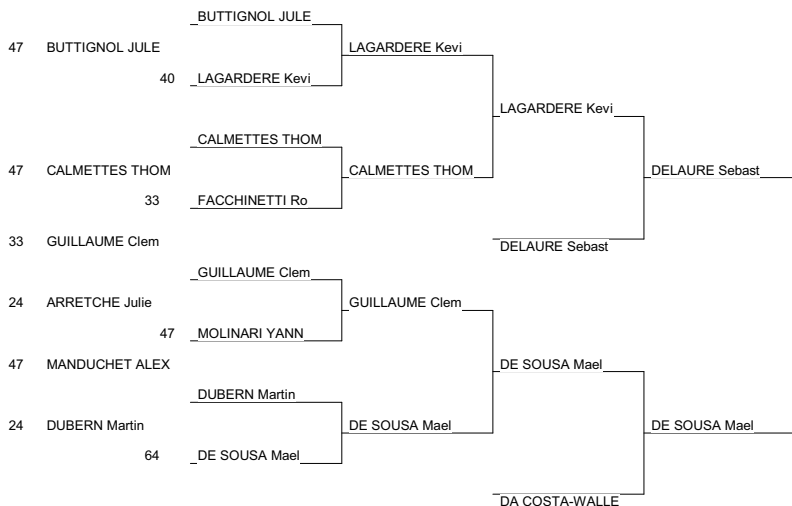 BUTTIGNOL JULE
47 BUTTIGNOL JULE LAGARDERE Kevi
40 LAGARDERE Kevi
LAGARDERE Kevi
CALMETTES THOM
47 CALMETTES THOM CALMETTES THOM DELAURE Sebast
33 FACCHINETTI Ro
33 GUILLAUME Clem DELAURE Sebast
GUILLAUME Clem
24 ARRETCHE Julie GUILLAUME Clem
47 MOLINARI YANN
47 MANDUCHET ALEX DE SOUSA Mael
DUBERN Martin
24 DUBERN Martin DE SOUSA Mael DE SOUSA Mael
64 DE SOUSA Mael
DA COSTA-WALLE